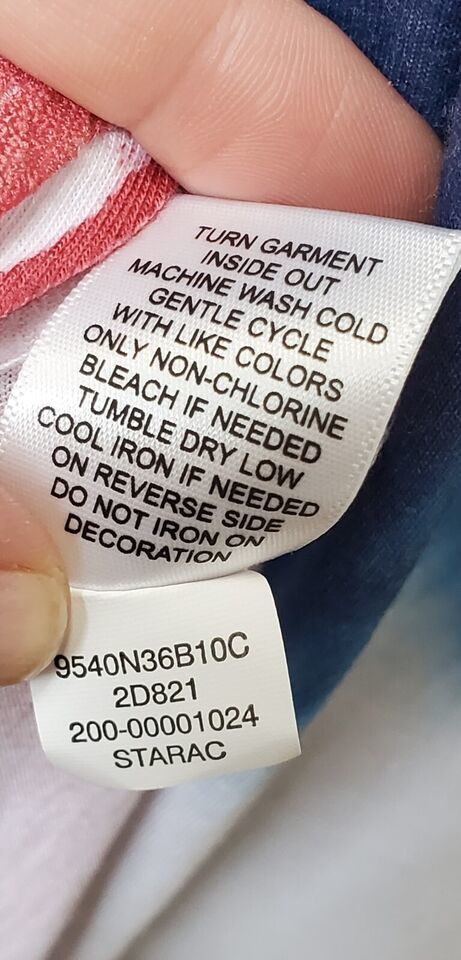 TURN GARMENT
INSIDE OUT
MACHINE WASH COLD
GENTLE CYCLE
WITH LIKE COLORS
ONLY NON-CHLORINE
BLEACH IF NEEDED
TUMBLE DRY LOW
COOL IRON IF NEEDED
ON REVERSE SIDE
DO NOT IRON ON
DECORATION
9540N36B10C
2D821
200-00001024
STARAC